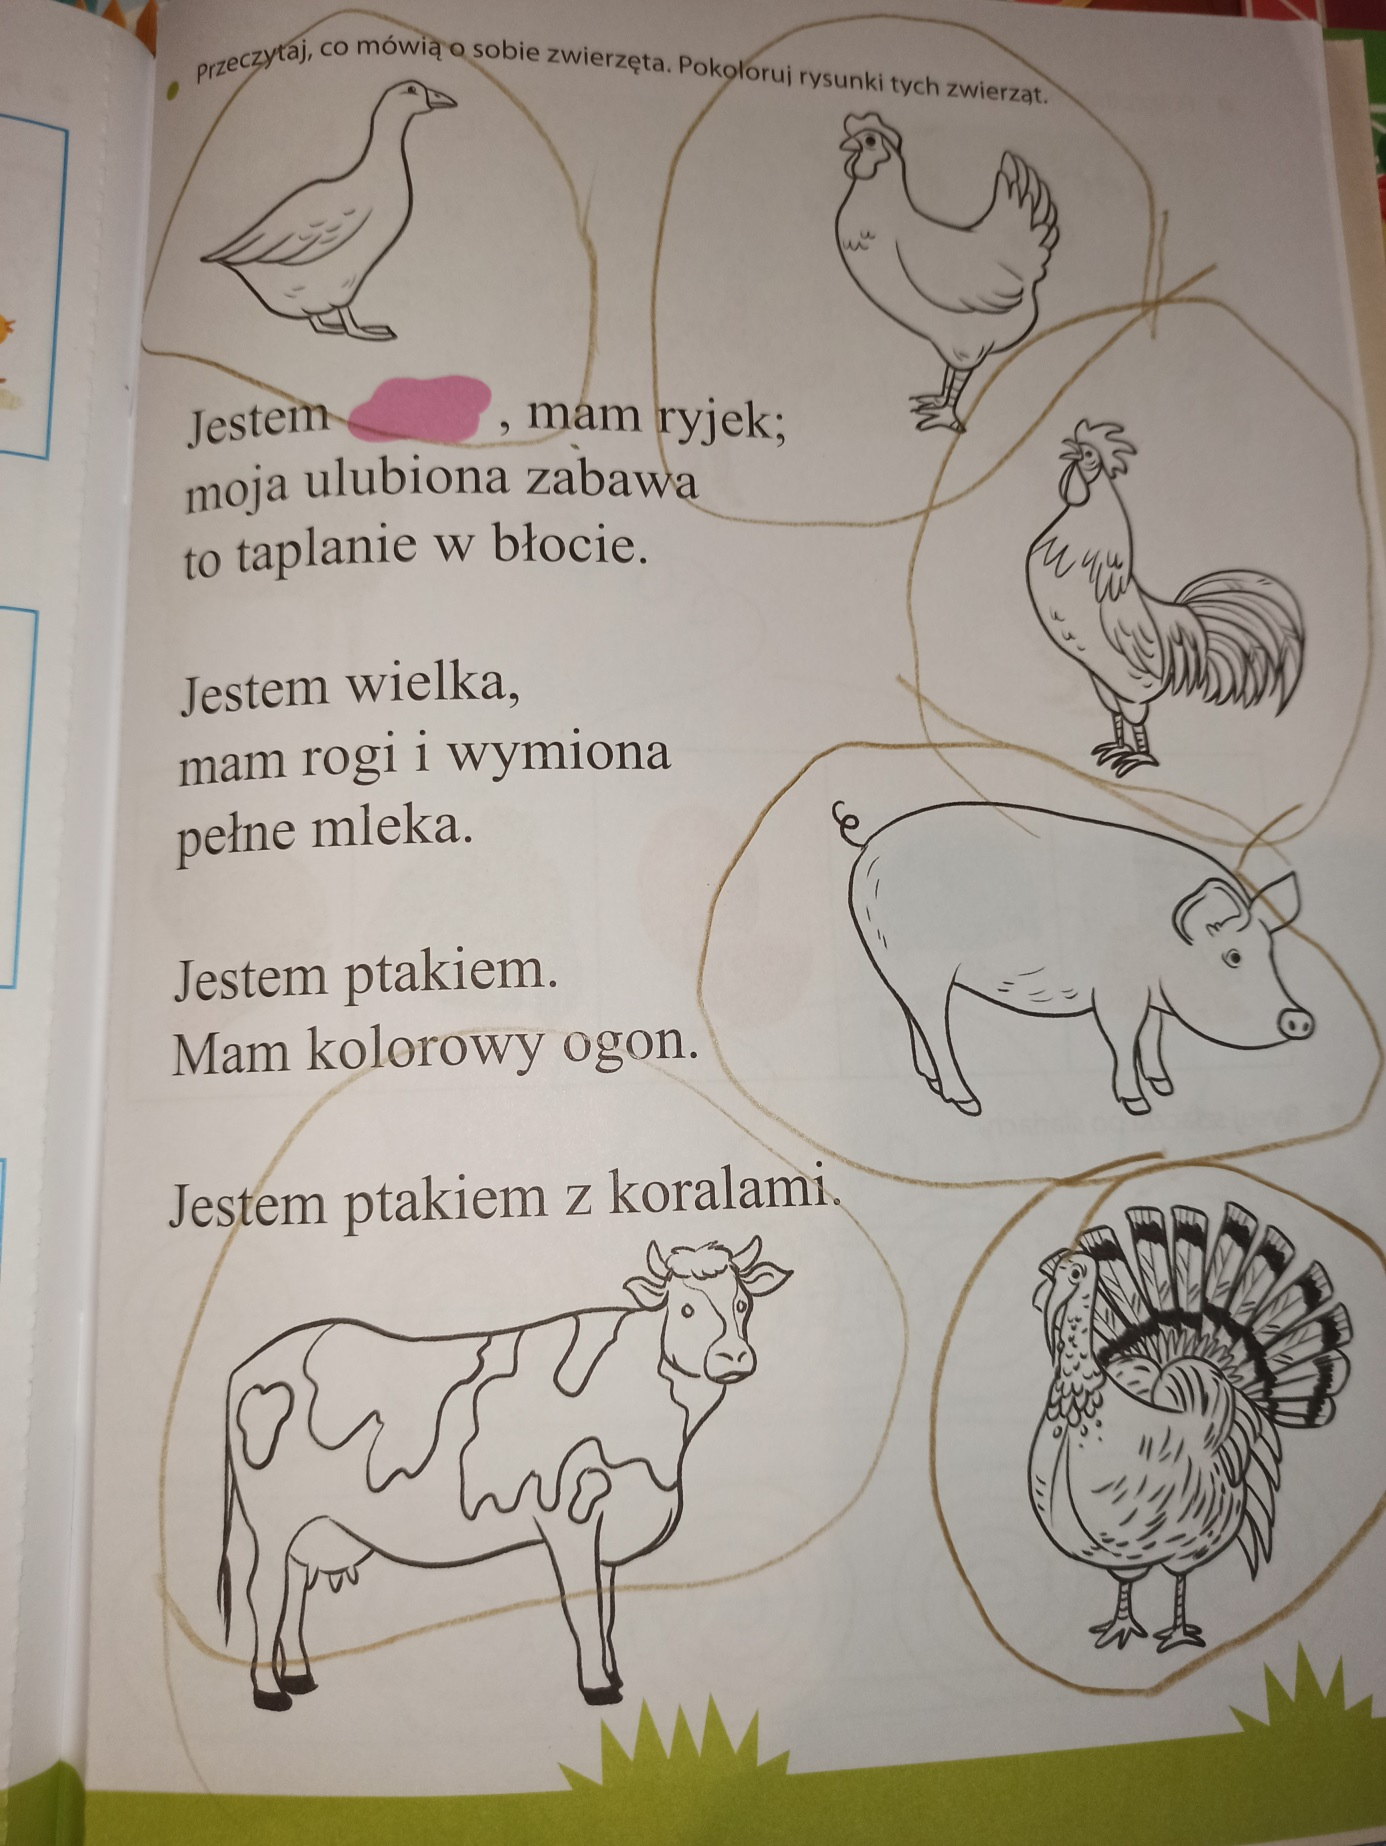 Przeczytaj, co mówią o sobie zwierzęta. Pokoloruj rysunki tych zwierząt.
Jestem , mam ryjek;
moja ulubiona zabawa
to taplanie w błocie.
Jestem wielka,
mam rogi i wymiona
pełne mleka.
Jestem ptakiem.
Mam kolorowy ogon.
Jestem ptakiem z koralami.